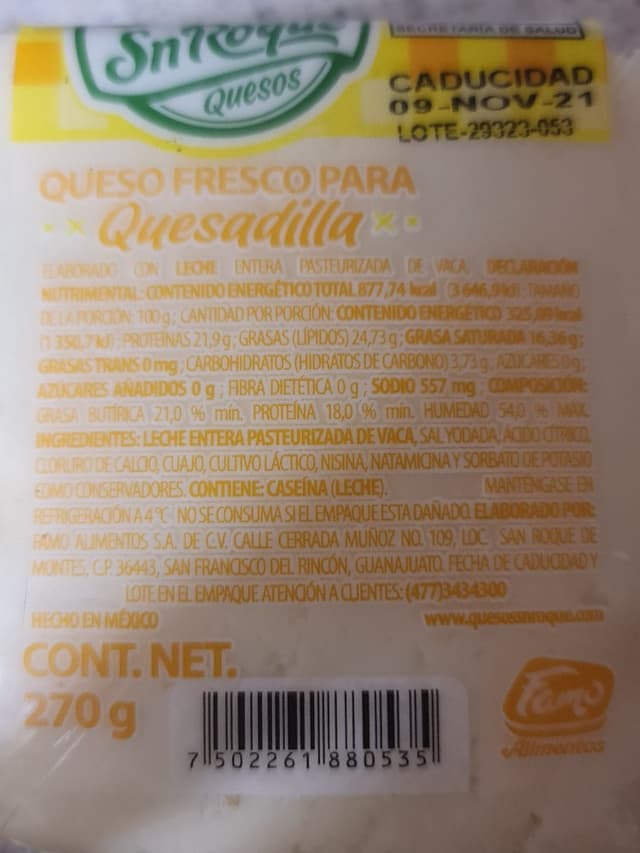 SnRoque
Quesos
SECRETARIA DE SALUD
CADUCIDAD
09-NOV-21
LOTE-29323-053
QUESO FRESCO PARA
Quesadilla
ELABORADO CON LECHE ENTERA PASTEURIZADA DE VACA. DECLARACIÓN
NUTRIMENTAL: CONTENIDO ENERGÉTICO TOTAL 877,74 kcal (3 646,9 kJ) TAMAÑO
DE LA PORCIÓN: 100 g; CANTIDAD POR PORCIÓN: CONTENIDO ENERGÉTICO 325,09 kcal
(1 350,7 kJ); PROTEÍNAS 21,9 g; GRASAS (LÍPIDOS) 24,73 g; GRASA SATURADA 16,36 g;
GRASAS TRANS 0 mg; CARBOHIDRATOS (HIDRATOS DE CARBONO) 3,73 g; AZÚCARES 0 g;
AZÚCARES AÑADIDOS 0 g; FIBRA DIETÉTICA 0 g; SODIO 557 mg; COMPOSICIÓN:
GRASA BUTÍRICA 21,0 % mín. PROTEÍNA 18,0 % mín. HUMEDAD 54,0 % MÁX.
INGREDIENTES: LECHE ENTERA PASTEURIZADA DE VACA, SAL YODADA, ÁCIDO CÍTRICO,
CLORURO DE CALCIO, CUAJO, CULTIVO LÁCTICO, NISINA, NATAMICINA Y SORBATO DE POTASIO
COMO CONSERVADORES. CONTIENE: CASEÍNA (LECHE). MANTÉNGASE EN
REFRIGERACIÓN A 4 °C NO SE CONSUMA SI EL EMPAQUE ESTA DAÑADO. ELABORADO POR:
FAMO ALIMENTOS S.A. DE C.V. CALLE CERRADA MUÑOZ NO. 109, LOC. SAN ROQUE DE
MONTES, C.P. 36443, SAN FRANCISCO DEL RINCÓN, GUANAJUATO. FECHA DE CADUCIDAD Y
LOTE EN EL EMPAQUE ATENCIÓN A CLIENTES: (477)3434300
HECHO EN MÉXICO www.quesossnroque.com
CONT. NET.
270 g
7 502261 880535
Famo
Alimentos